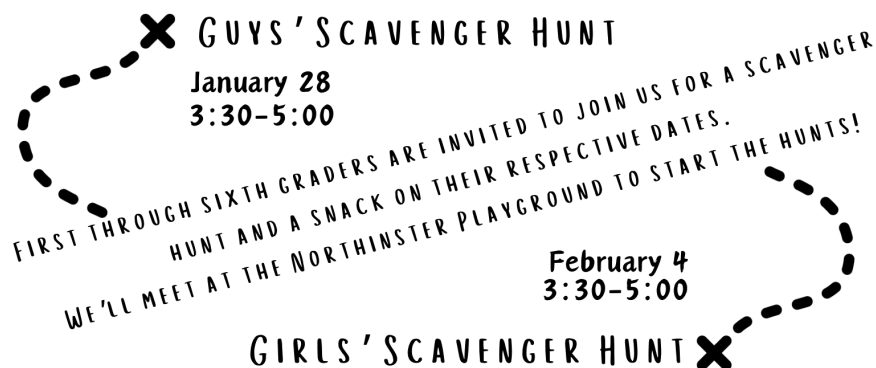 Guys' Scavenger Hunt
January 28
3:30-5:00
First through sixth graders are invited to join us for a scavenger
hunt and a snack on their respective dates.
We'll meet at the Northinster Playground to start the hunts!
February 4
3:30-5:00
Girls' Scavenger Hunt